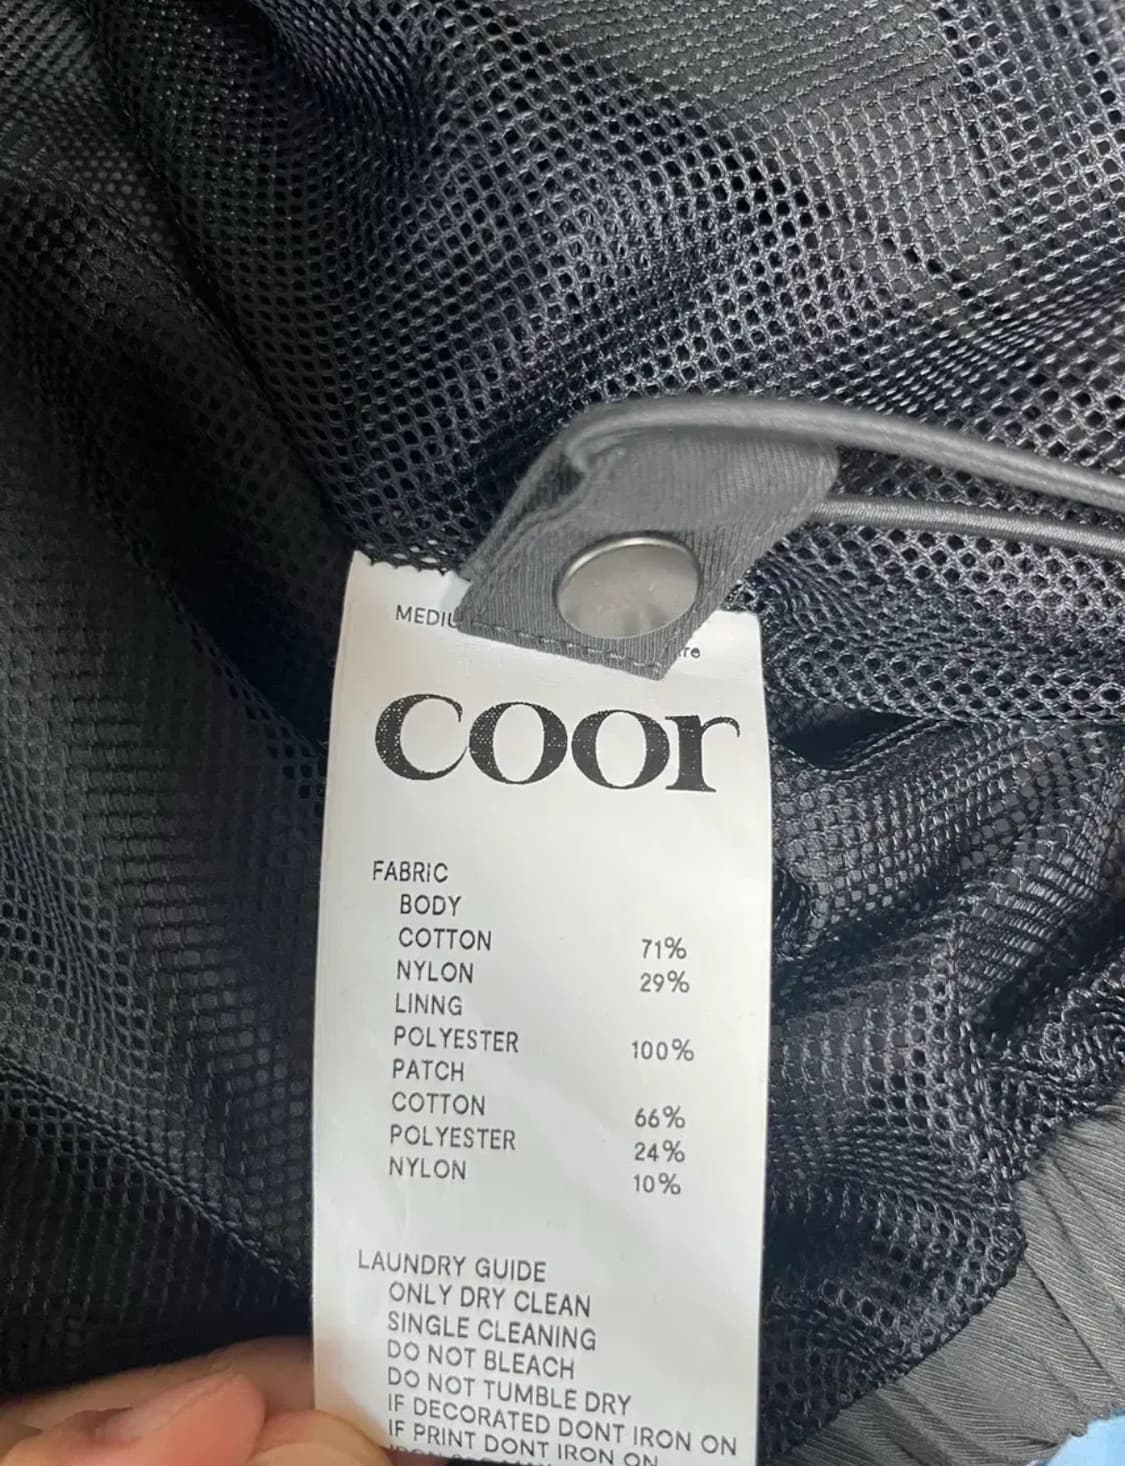 coor
FABRIC
BODY
COTTON 71%
NYLON 29%
LINNG
POLYESTER 100%
PATCH
COTTON 66%
POLYESTER 24%
NYLON 10%
LAUNDRY GUIDE
ONLY DRY CLEAN
SINGLE CLEANING
DO NOT BLEACH
DO NOT TUMBLE DRY
IF DECORATED DONT IRON ON
IF PRINT DONT IRON ON